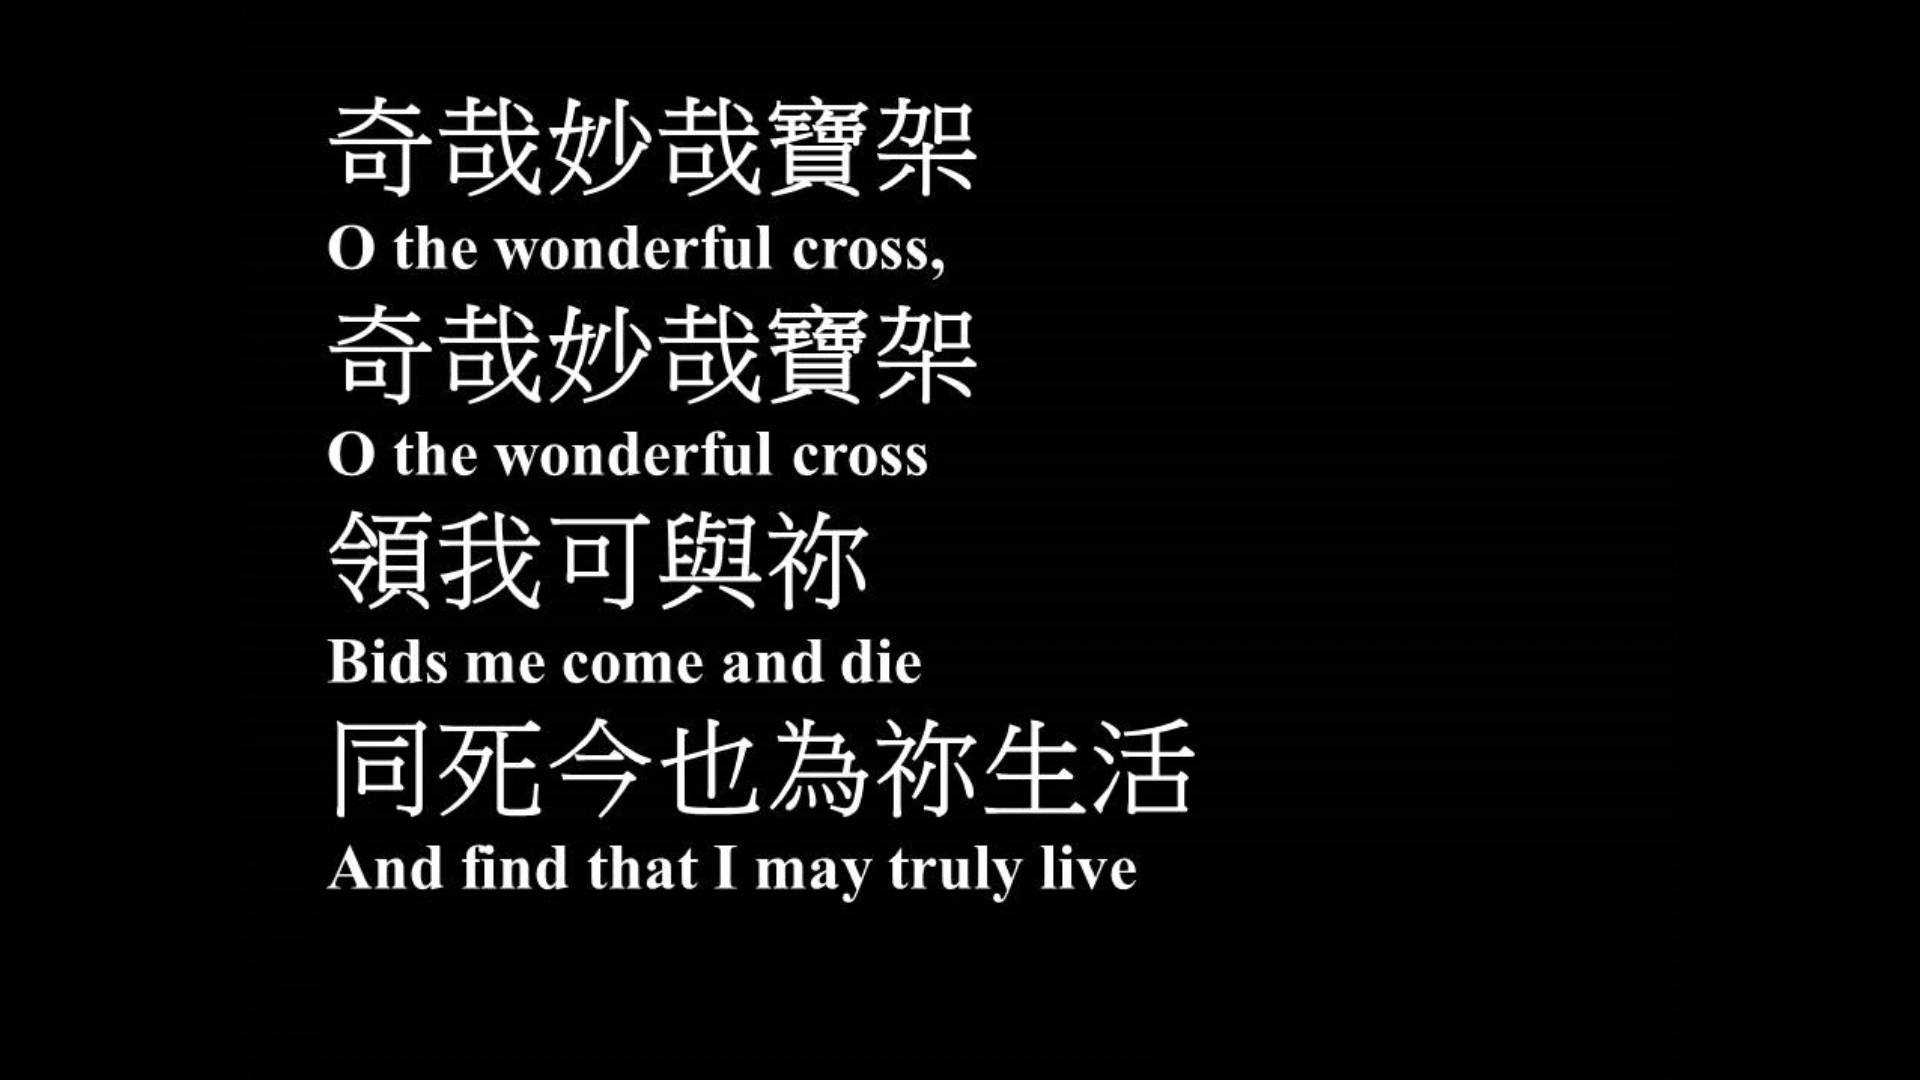 奇哉妙哉寶架
O the wonderful cross,
奇哉妙哉寶架
O the wonderful cross
領我可與祢
Bids me come and die
同死今也為祢生活
And find that I may truly live